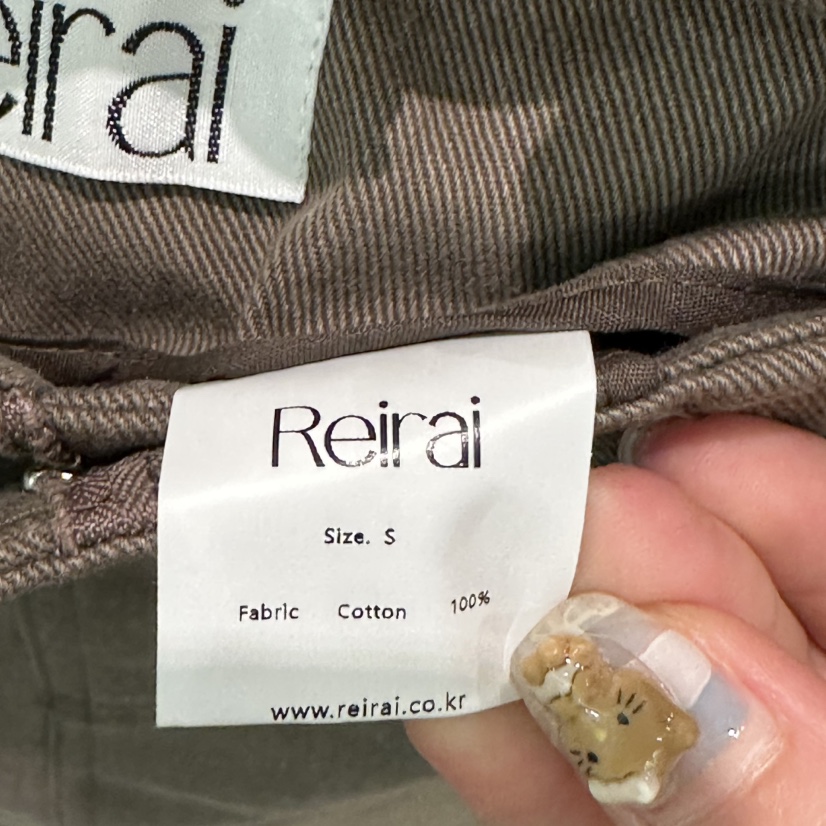 eirai
Reirai
Size. S
Fabric Cotton 100%
www.reirai.co.kr